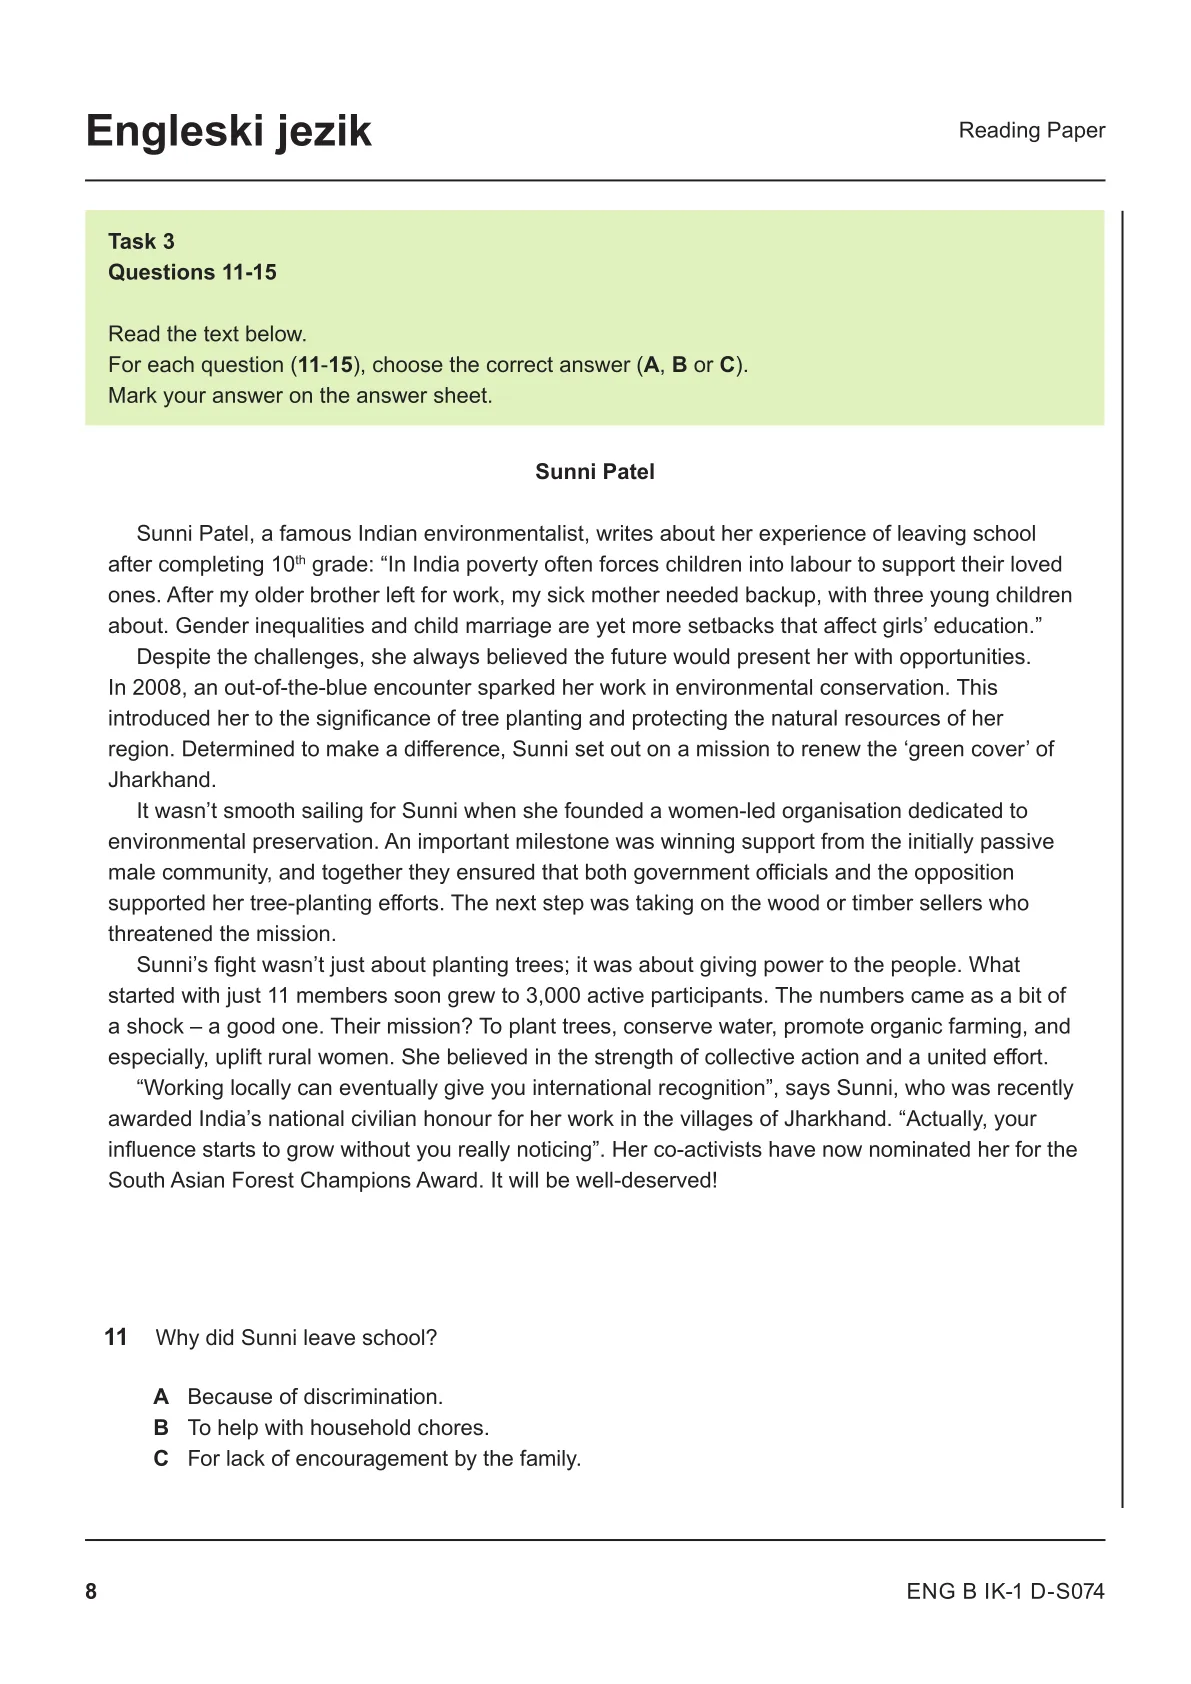 Engleski jezik
Reading Paper
Task 3
Questions 11-15
Read the text below.
For each question (11-15), choose the correct answer (A, B or C).
Mark your answer on the answer sheet.
Sunni Patel
Sunni Patel, a famous Indian environmentalist, writes about her experience of leaving school
after completing 10th grade: “In India poverty often forces children into labour to support their loved
ones. After my older brother left for work, my sick mother needed backup, with three young children
about. Gender inequalities and child marriage are yet more setbacks that affect girls’ education.”
Despite the challenges, she always believed the future would present her with opportunities.
In 2008, an out-of-the-blue encounter sparked her work in environmental conservation. This
introduced her to the significance of tree planting and protecting the natural resources of her
region. Determined to make a difference, Sunni set out on a mission to renew the ‘green cover’ of
Jharkhand.
It wasn’t smooth sailing for Sunni when she founded a women-led organisation dedicated to
environmental preservation. An important milestone was winning support from the initially passive
male community, and together they ensured that both government officials and the opposition
supported her tree-planting efforts. The next step was taking on the wood or timber sellers who
threatened the mission.
Sunni’s fight wasn’t just about planting trees; it was about giving power to the people. What
started with just 11 members soon grew to 3,000 active participants. The numbers came as a bit of
a shock – a good one. Their mission? To plant trees, conserve water, promote organic farming, and
especially, uplift rural women. She believed in the strength of collective action and a united effort.
“Working locally can eventually give you international recognition”, says Sunni, who was recently
awarded India’s national civilian honour for her work in the villages of Jharkhand. “Actually, your
influence starts to grow without you really noticing”. Her co-activists have now nominated her for the
South Asian Forest Champions Award. It will be well-deserved!
11 Why did Sunni leave school?
A Because of discrimination.
B To help with household chores.
C For lack of encouragement by the family.
8
ENG B IK-1 D-S074